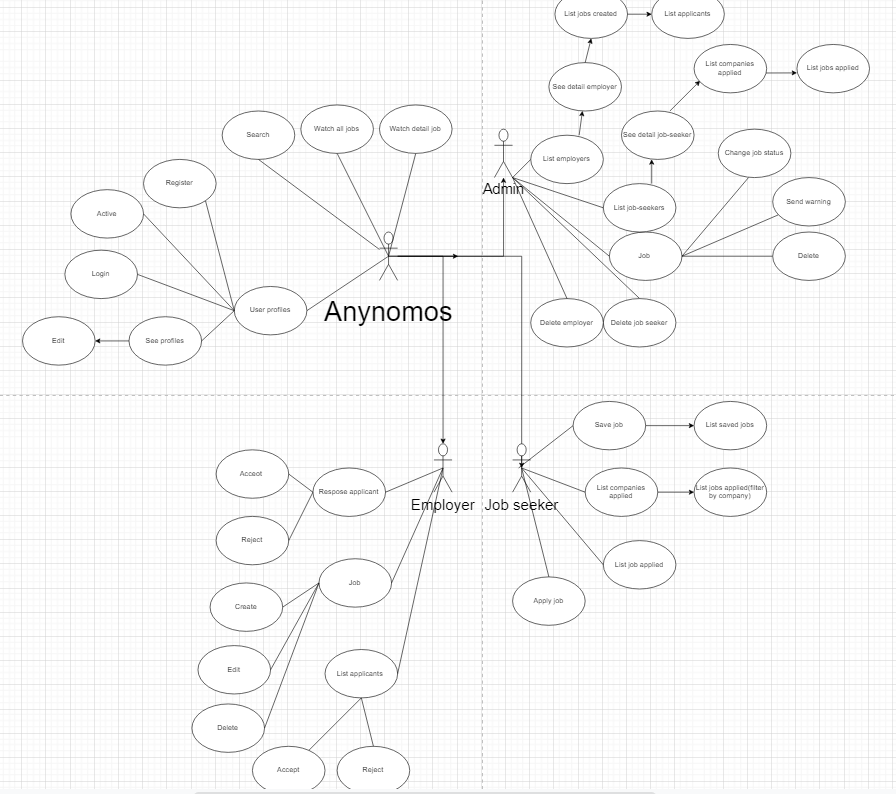 List jobs created
List applicants
List companies
applied
List jobs applied
See detail employer
Search
Watch all jobs
Watch detail job
See detail job-seeker
List employers
Change job status
Admin
Register
Active
List job-seekers
Send warning
Login
Job
Delete
User profiles
Anynomos
Edit
See profiles
Delete employer
Delete job seeker
Save job
List saved jobs
Acceot
Respose applicant
Employer
Job seeker
List companies
applied
List jobs applied(filter
by company)
Reject
List job applied
Job
Create
Apply job
Edit
List applicants
Delete
Accept
Reject